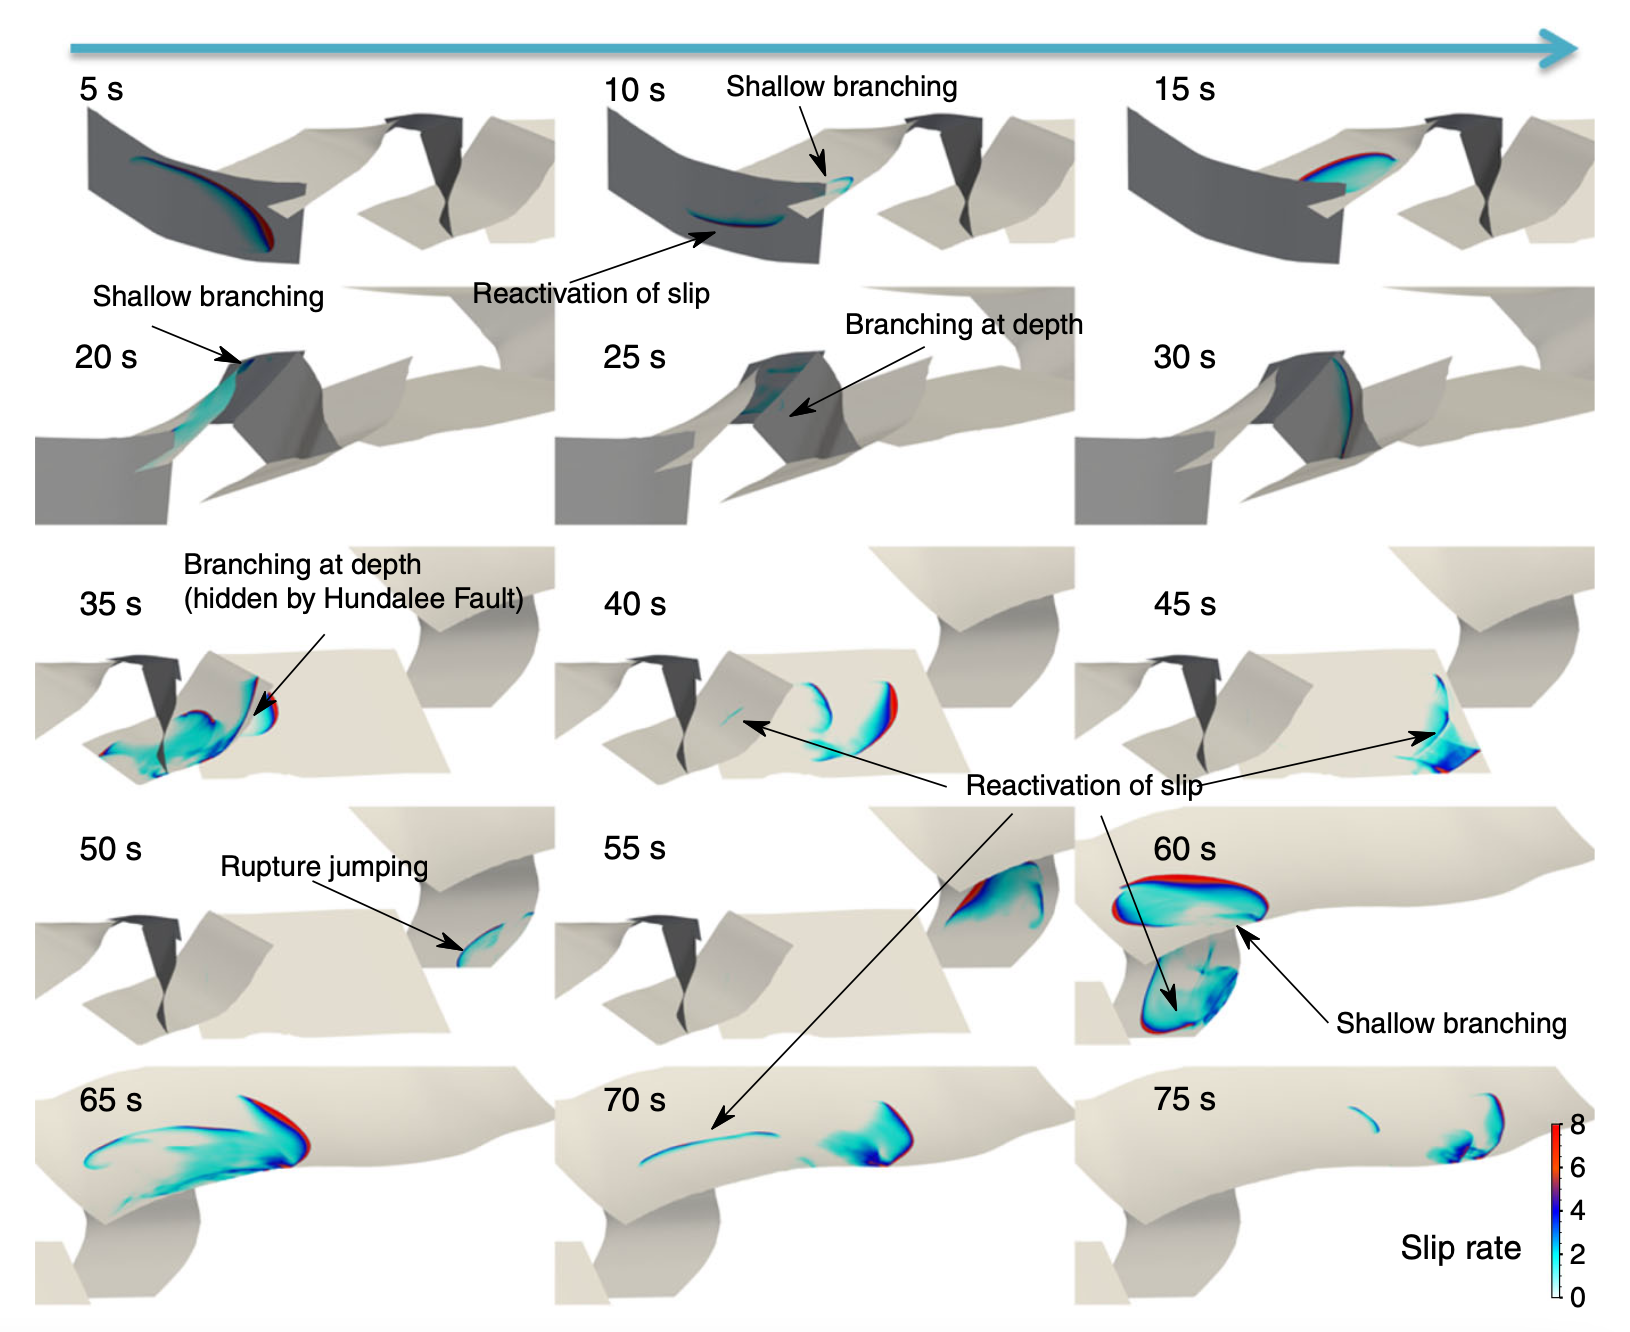 5 s
10 s
Shallow branching
15 s
Shallow branching
Reactivation of slip
20 s
25 s
Branching at depth
30 s
Branching at depth
(hidden by Hundalee Fault)
35 s
40 s
45 s
Reactivation of slip
50 s
Rupture jumping
55 s
60 s
Shallow branching
65 s
70 s
75 s
8
6
4
2
0
Slip rate